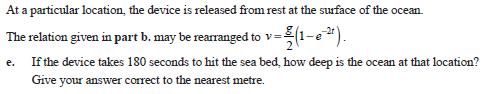 At a particular location, the device is released from rest at the surface of the ocean.
The relation given in part b. may be rearranged to v = g/2 (1 − e^(−2t)).
e. If the device takes 180 seconds to hit the sea bed, how deep is the ocean at that location?
Give your answer correct to the nearest metre.